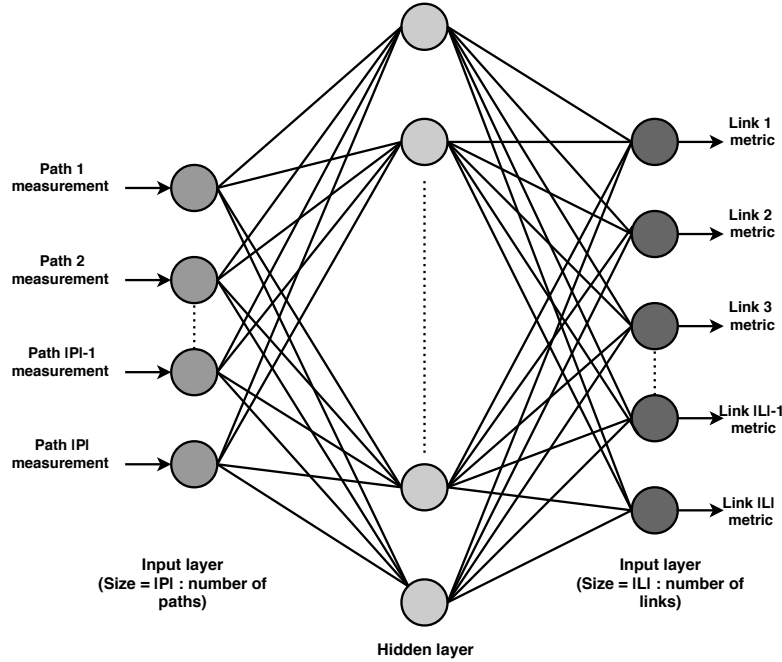 Path 1
measurement
Path 2
measurement
Path |P|-1
measurement
Path |P|
measurement
Input layer
(Size = |P| : number of
paths)
Hidden layer
Link 1
metric
Link 2
metric
Link 3
metric
Link |L|-1
metric
Link |L|
metric
Input layer
(Size = |L| : number of
links)